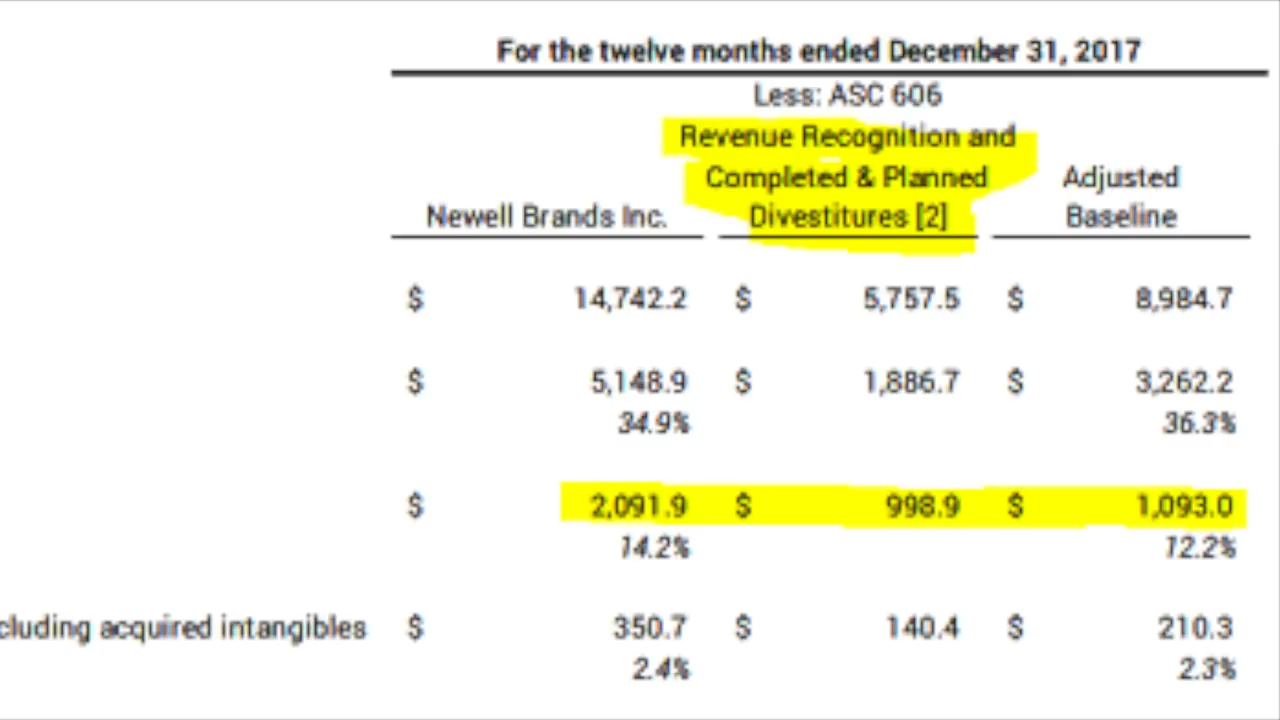 For the twelve months ended December 31, 2017
Less: ASC 606
Revenue Recognition and
Completed & Planned Adjusted
Newell Brands Inc. Divestitures [2] Baseline
$ 14,742.2 $ 5,757.5 $ 8,984.7
$ 5,148.9 $ 1,886.7 $ 3,262.2
34.9% 36.3%
$ 2,091.9 $ 998.9 $ 1,093.0
14.2% 12.2%
cluding acquired intangibles $ 350.7 $ 140.4 $ 210.3
2.4% 2.3%